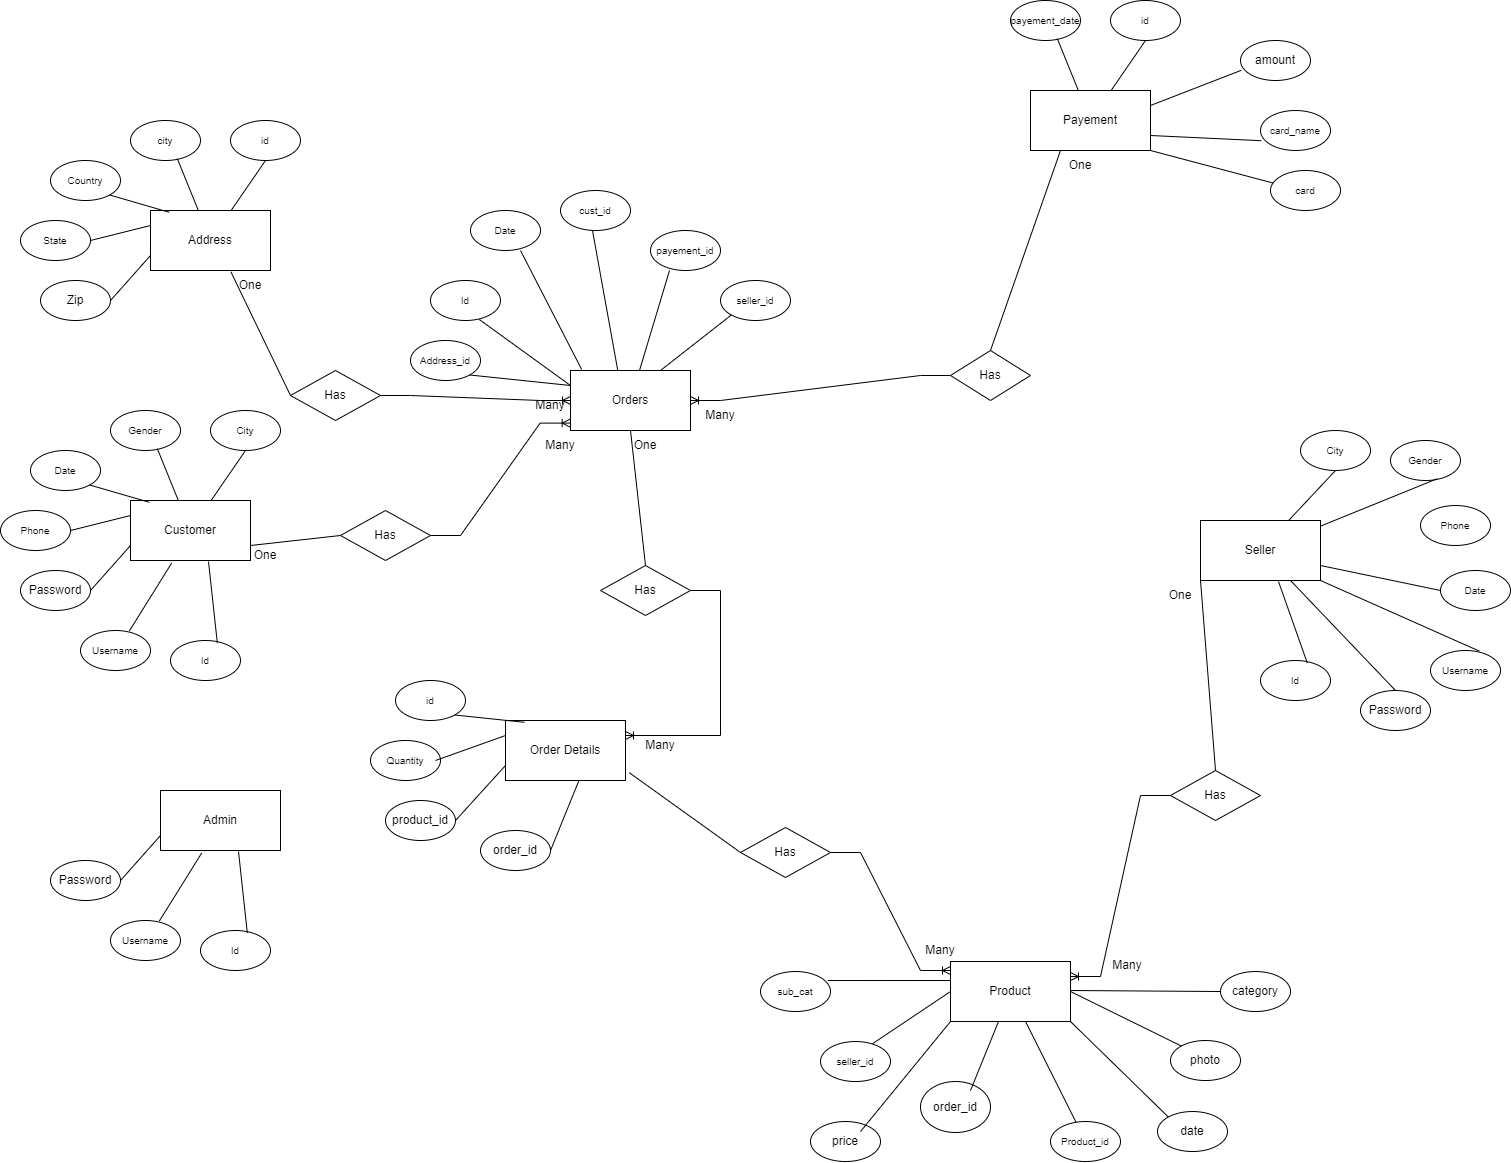 payement_date
id
amount
Payement
card_name
card
One
city
id
Country
State
Address
Zip
One
cust_id
Date
payement_id
Id
seller_id
Address_id
Has
Has
Orders
Many
Many
Many
One
Gender
City
Date
Phone
Customer
Has
One
Password
Username
Id
City
Gender
Phone
Seller
Date
One
Username
Id
Password
Has
id
Quantity
Order Details
Many
product_id
order_id
Admin
Password
Username
Id
Has
Has
Many
Many
sub_cat
Product
category
seller_id
photo
price
order_id
Product_id
date